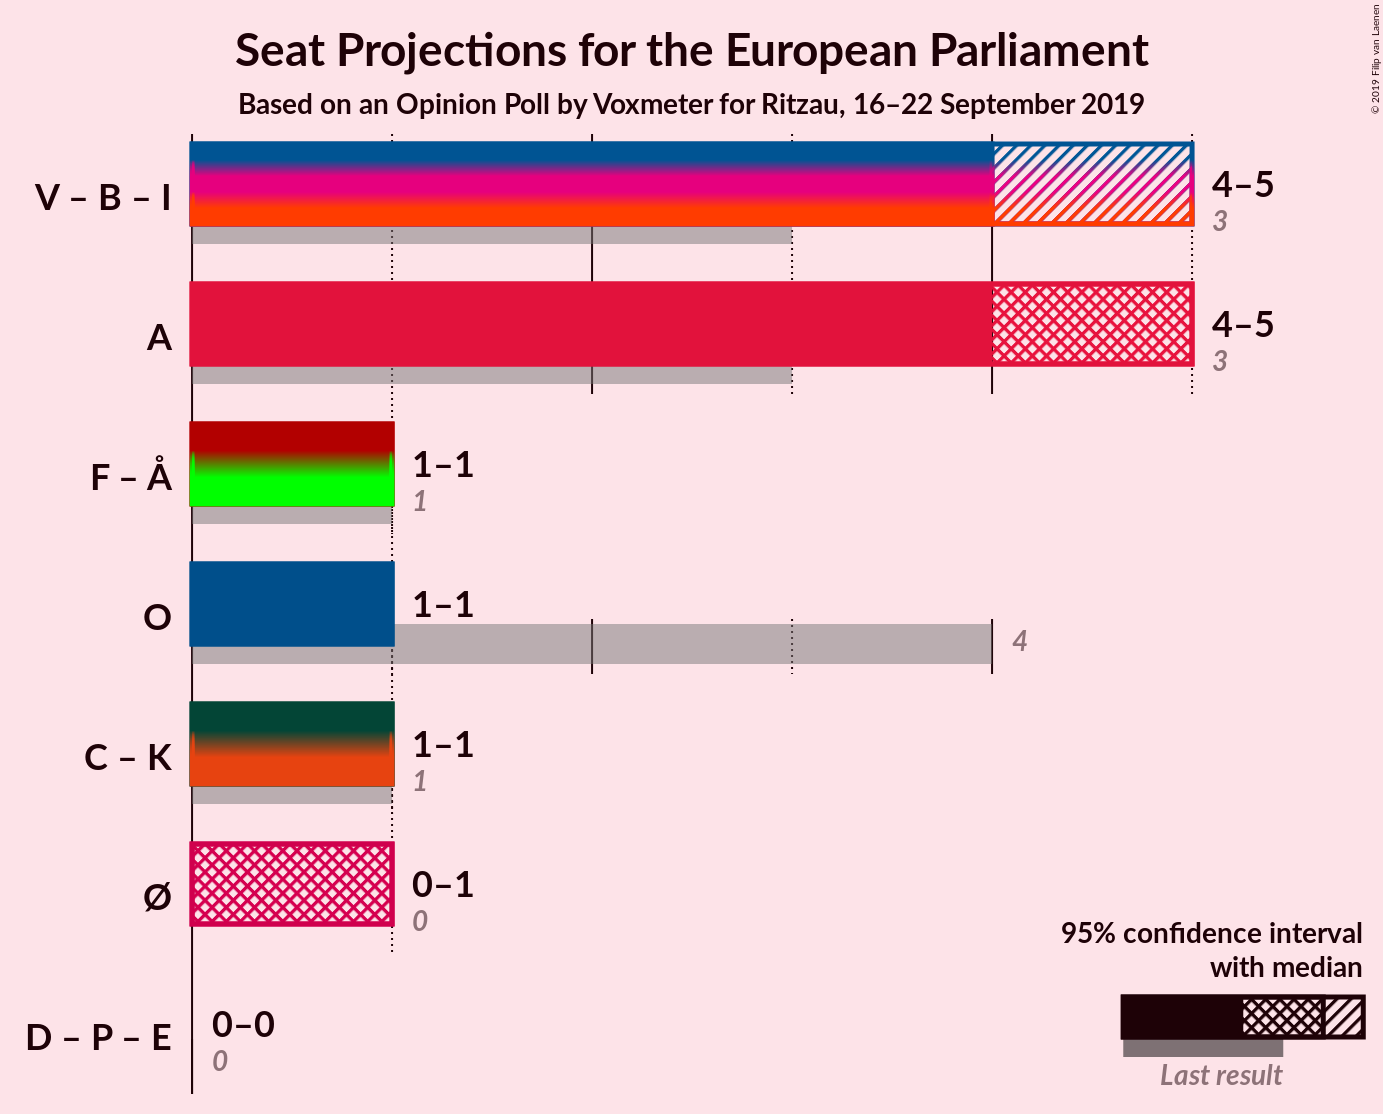 Seat Projections for the European Parliament
Based on an Opinion Poll by Voxmeter for Ritzau, 16–22 September 2019
© 2019 Filip van Laenen
V – B – I
4–5
3
A
4–5
3
F – Å
1–1
1
O
1–1
4
C – K
1–1
1
Ø
0–1
0
D – P – E
0–0
0
95% confidence interval
with median
Last result